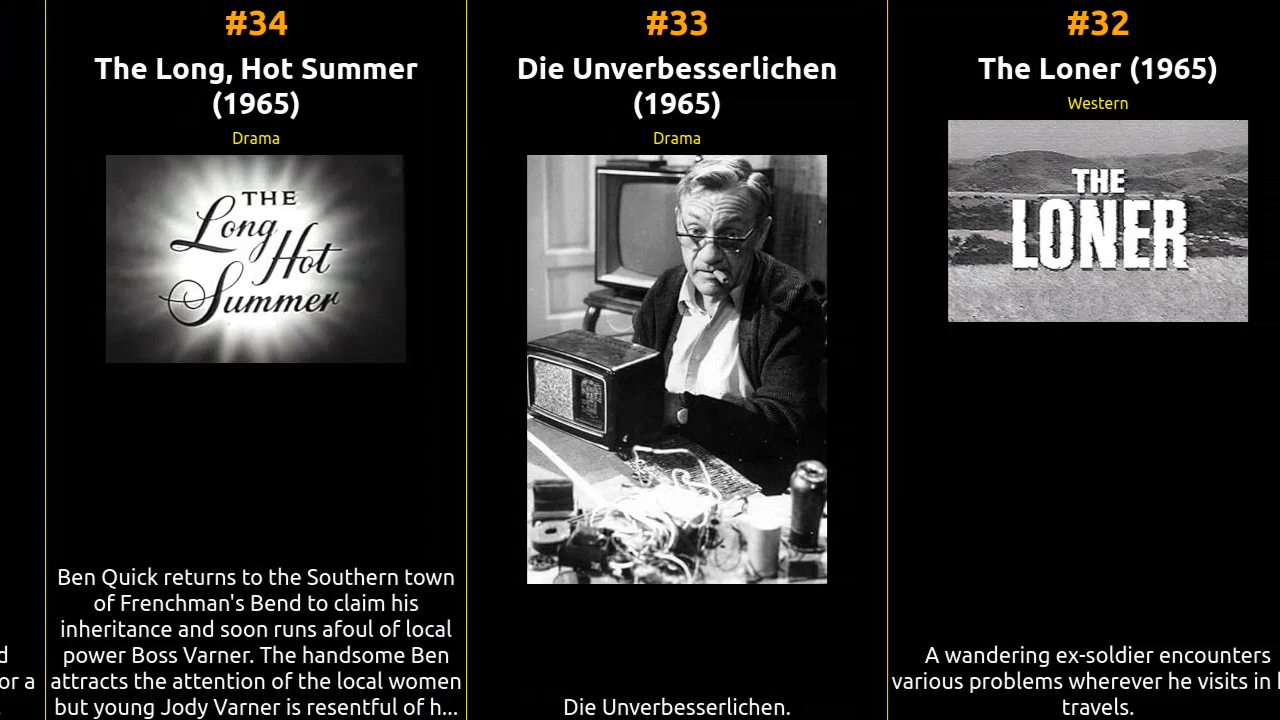 #34
The Long, Hot Summer
(1965)
Drama
THE
Long
Hot
Summer
Ben Quick returns to the Southern town
of Frenchman's Bend to claim his
inheritance and soon runs afoul of local
power Boss Varner. The handsome Ben
attracts the attention of the local women
but young Jody Varner is resentful of h...
#33
Die Unverbesserlichen
(1965)
Drama
Die Unverbesserlichen.
#32
The Loner (1965)
Western
THE
LONER
A wandering ex-soldier encounters
various problems wherever he visits in
travels.
or a